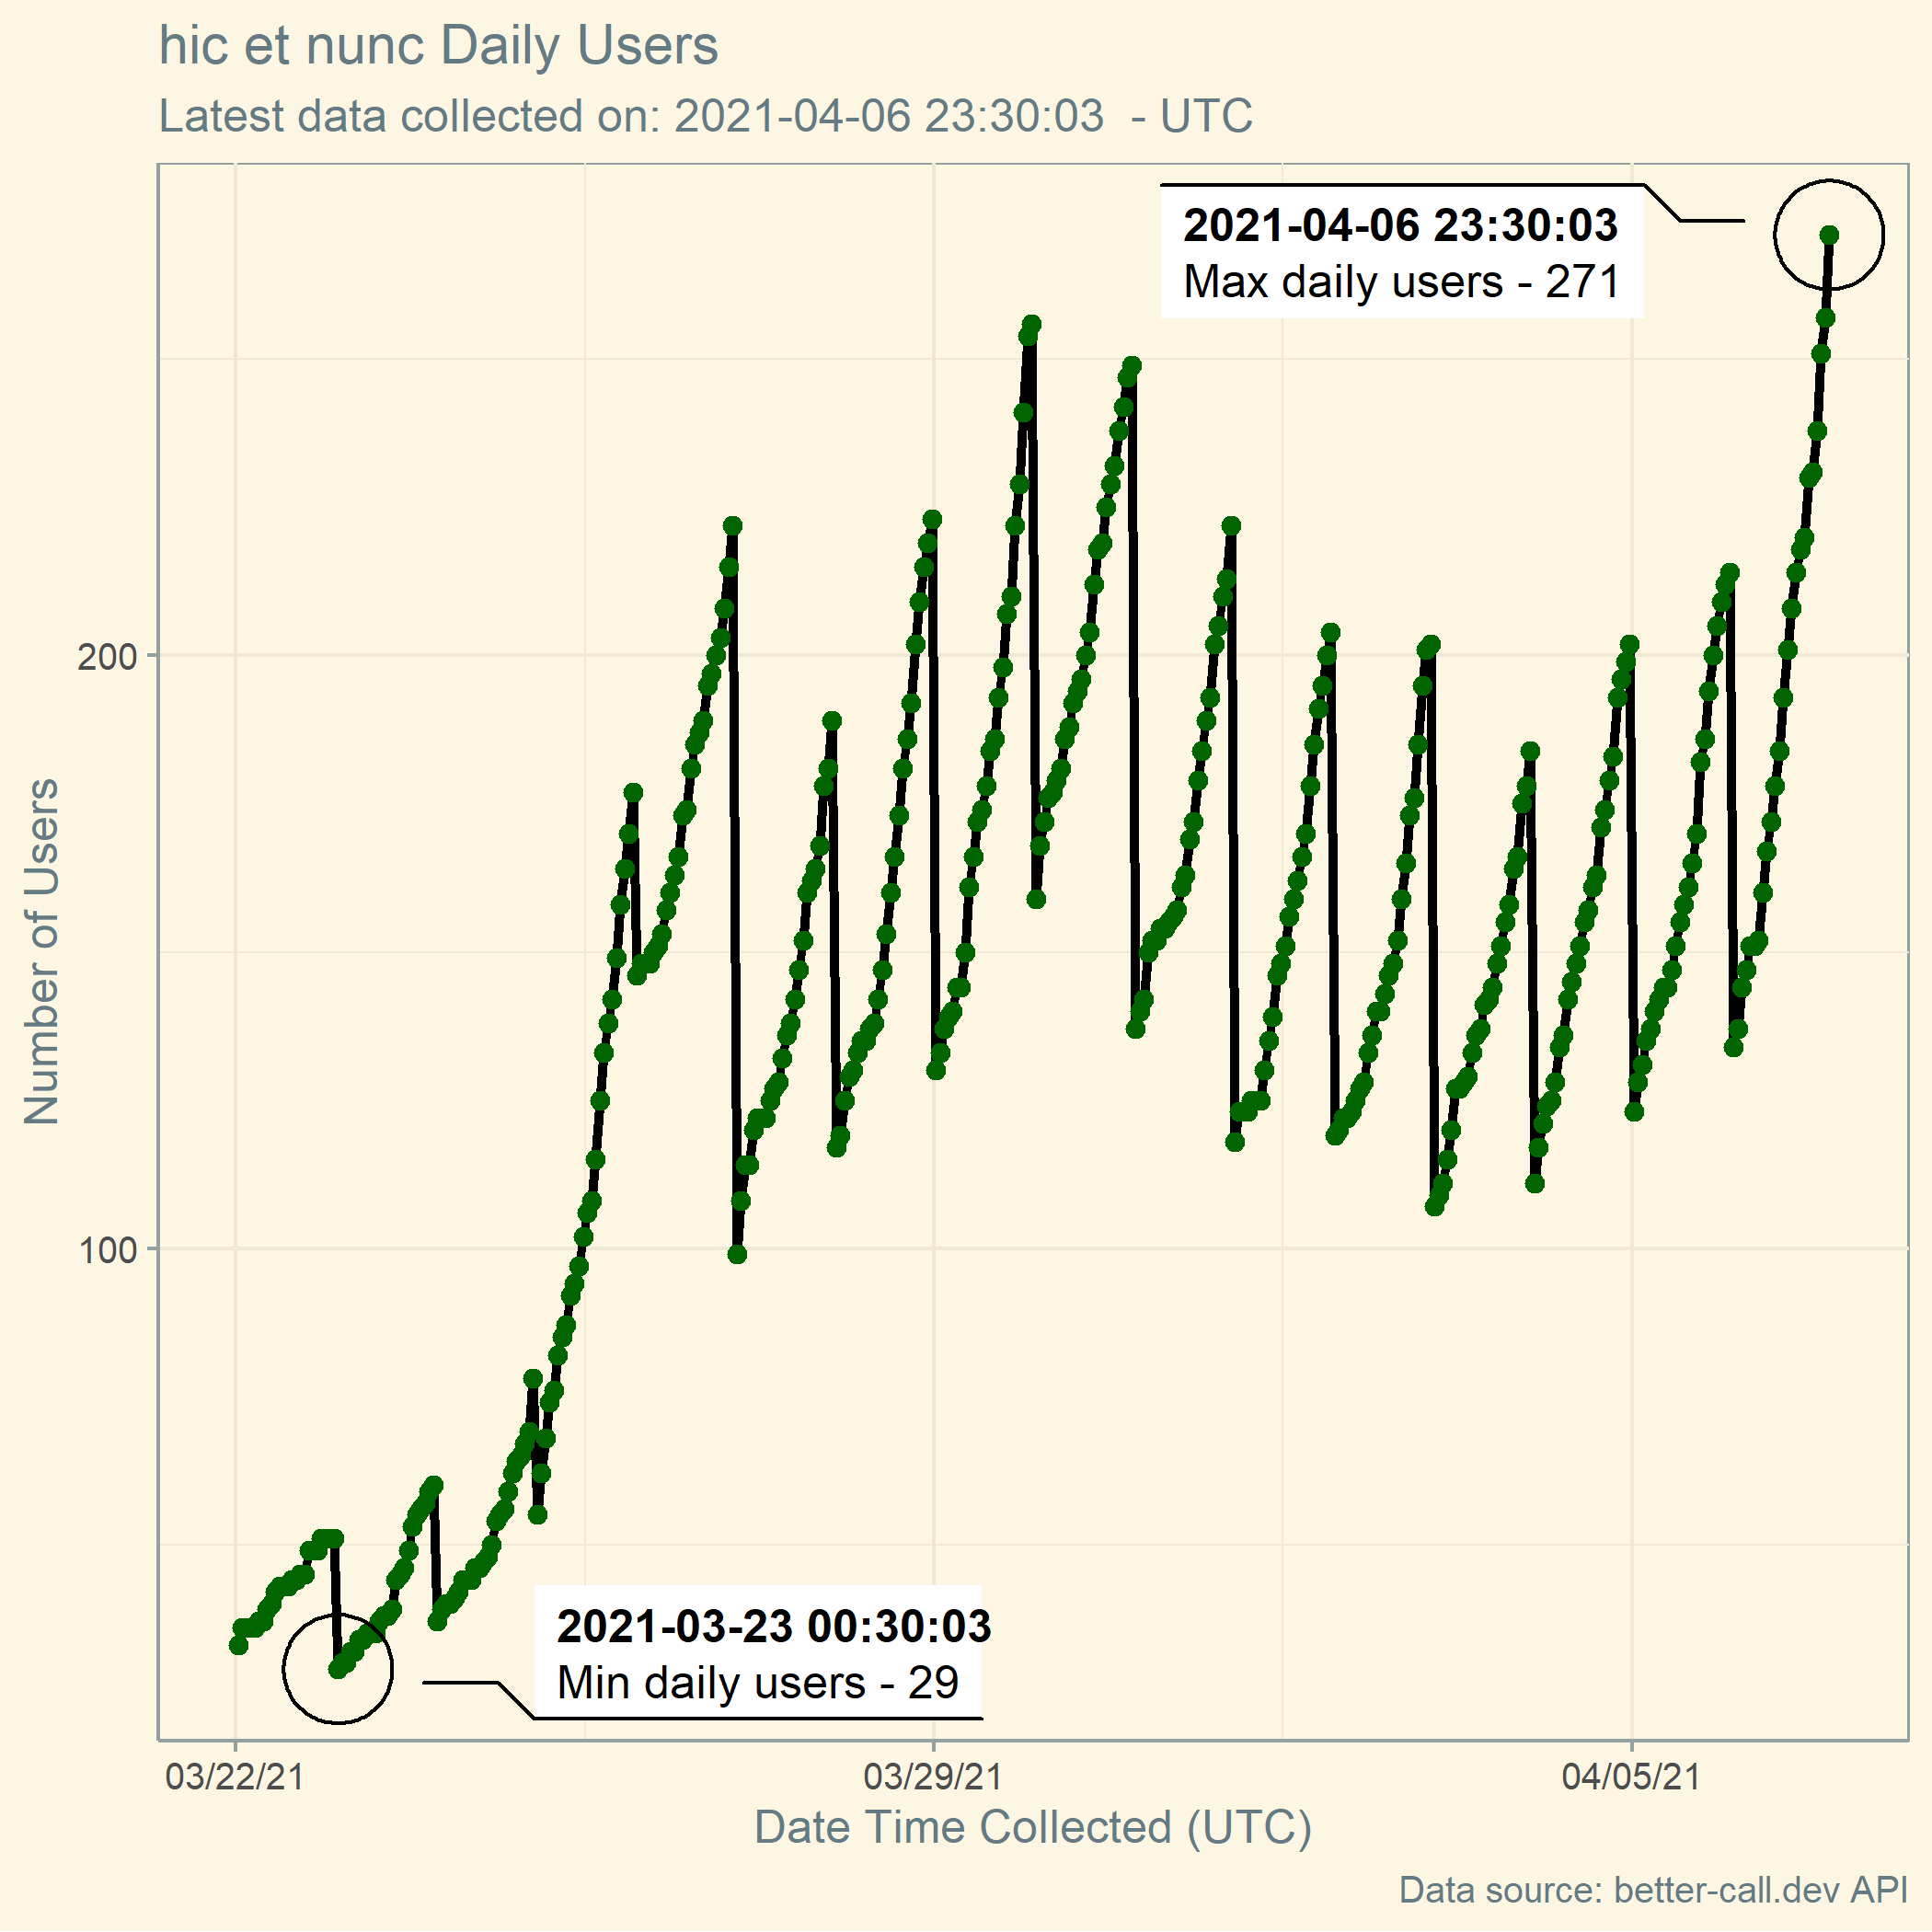 hic et nunc Daily Users
Latest data collected on: 2021-04-06 23:30:03  - UTC
2021-04-06 23:30:03
Max daily users - 271
200
100
Number of Users
2021-03-23 00:30:03
Min daily users - 29
03/22/21
03/29/21
04/05/21
Date Time Collected (UTC)
Data source: better-call.dev API